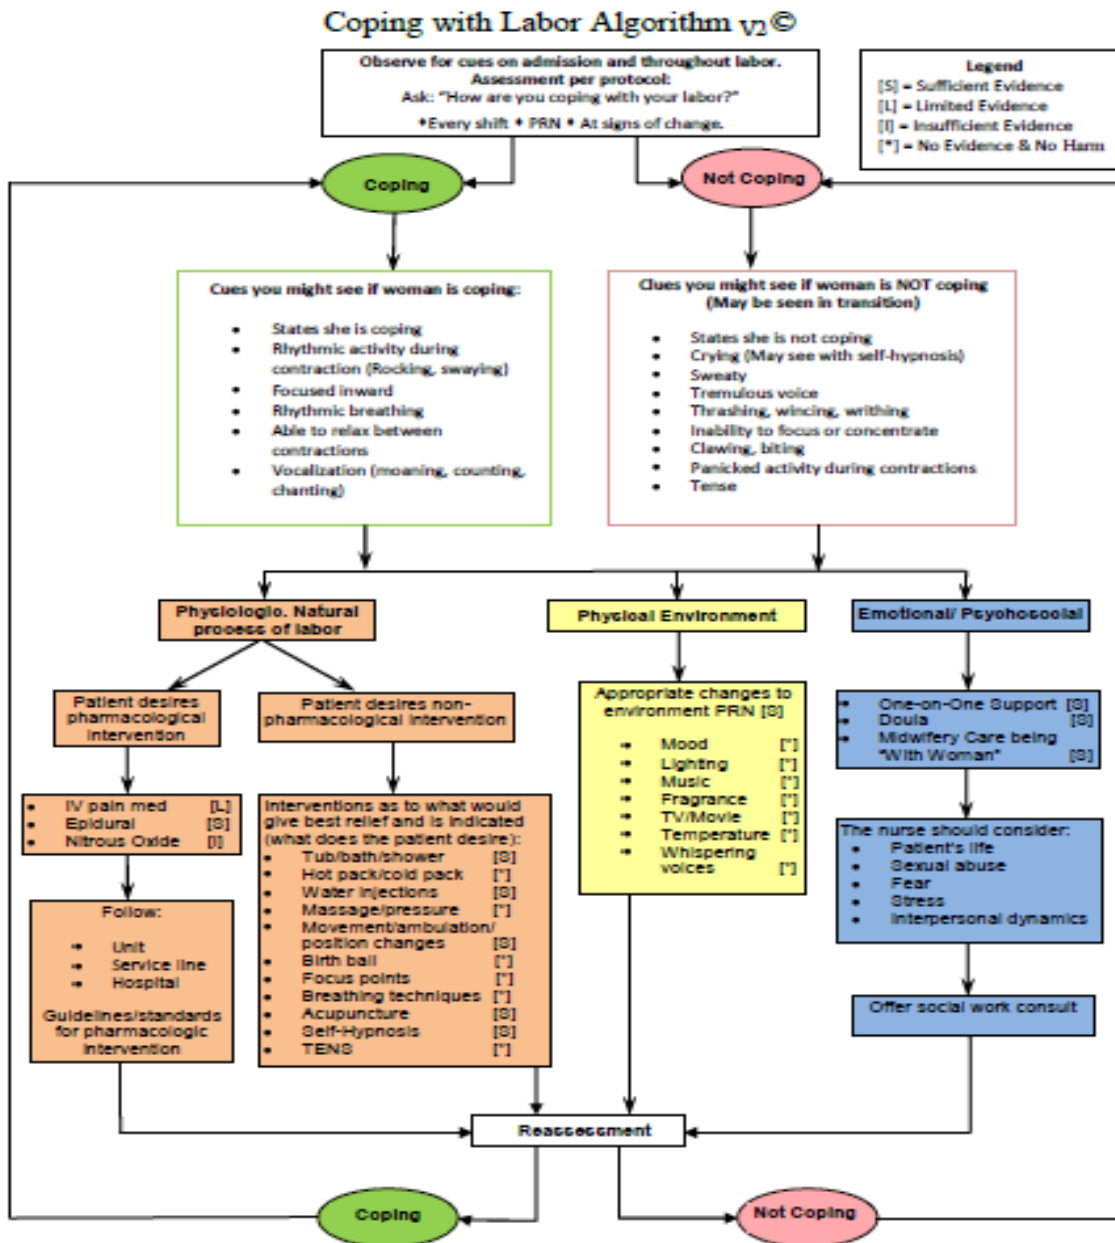 Coping with Labor Algorithm V2©
Observe for cues on admission and throughout labor.
Assessment per protocol:
Ask: "How are you coping with your labor?"
*Every shift * PRN * At signs of change.
Legend
[S] = Sufficient Evidence
[L] = Limited Evidence
[I] = Insufficient Evidence
[*] = No Evidence & No Harm
Coping
Not Coping
Cues you might see if woman is coping:
• States she is coping
• Rhythmic activity during
contraction (Rocking, swaying)
• Focused inward
• Rhythmic breathing
• Able to relax between
contractions
• Vocalization (moaning, counting,
chanting)
Clues you might see if woman is NOT coping
(May be seen in transition)
• States she is not coping
• Crying (May see with self-hypnosis)
• Sweaty
• Tremulous voice
• Thrashing, wincing, writhing
• Inability to focus or concentrate
• Clawing, biting
• Panicked activity during contractions
• Tense
Physiologic. Natural
process of labor
Physical Environment
Emotional/ Psychosocial
Patient desires
pharmacological
intervention
Patient desires non-
pharmacological intervention
Appropriate changes to
environment PRN [S]
• Mood [*]
• Lighting [*]
• Music [*]
• Fragrance [*]
• TV/Movie [*]
• Temperature [*]
• Whispering
voices [*]
• One-on-One Support [S]
• Doula [S]
• Midwifery Care being
"With Woman" [S]
• IV pain med [L]
• Epidural [S]
• Nitrous Oxide [I]
Interventions as to what would
give best relief and is indicated
(what does the patient desire):
• Tub/bath/shower [S]
• Hot pack/cold pack [*]
• Water injections [S]
• Massage/pressure [*]
• Movement/ambulation/
position changes [S]
• Birth ball [*]
• Focus points [*]
• Breathing techniques [*]
• Acupuncture [S]
• Self-Hypnosis [S]
• TENS [*]
The nurse should consider:
• Patient's life
• Sexual abuse
• Fear
• Stress
• Interpersonal dynamics
Follow:
• Unit
• Service line
• Hospital
Guidelines/standards
for pharmacologic
intervention
Offer social work consult
Reassessment
Coping
Not Coping